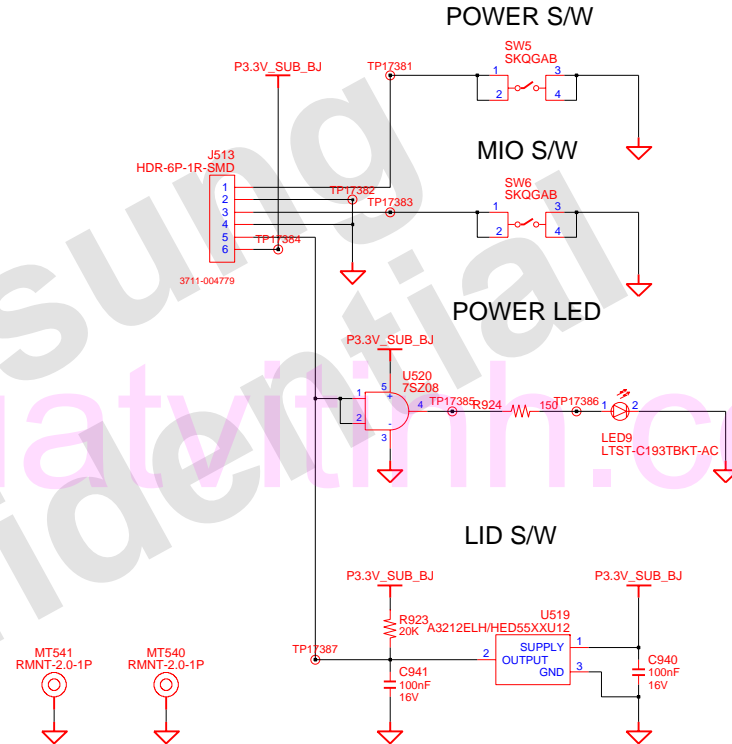 POWER S/W
SW5
SKQGAB
P3.3V_SUB_BJ
TP17381
1
3
2
4
J513
HDR-6P-1R-SMD
MIO S/W
1
2
3
4
5
6
TP17382
TP17383
TP17384
SW6
SKQGAB
1
3
2
4
3711-004779
POWER LED
P3.3V_SUB_BJ
U520
7SZ08
5
+
1
2
4
-
3
TP17385
R924
150
TP17386
1
2
LED9
LTST-C193TBKT-AC
LID S/W
P3.3V_SUB_BJ
P3.3V_SUB_BJ
R923
20K
U519
A3212ELH/HED55XXU12
TP17387
2
SUPPLY
OUTPUT
GND
1
3
C941
100nF
16V
C940
100nF
16V
MT541
RMNT-2.0-1P
MT540
RMNT-2.0-1P
sung
fidential
uatvitinh.co